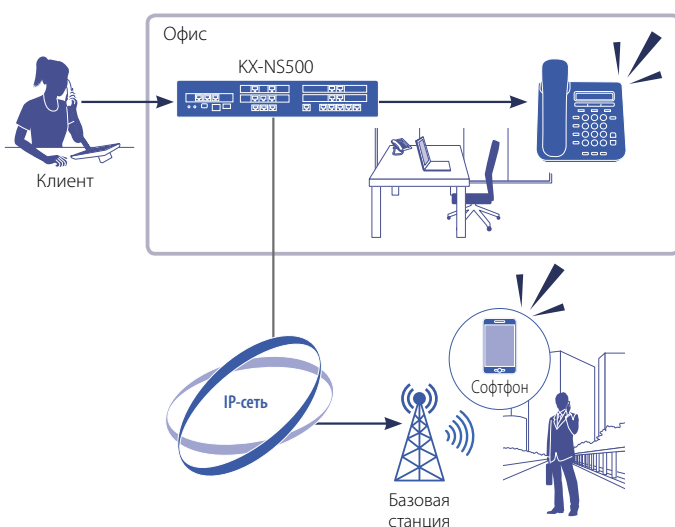 Офис
KX-NS500
Клиент
Софтфон
IP-сеть
Базовая
станция